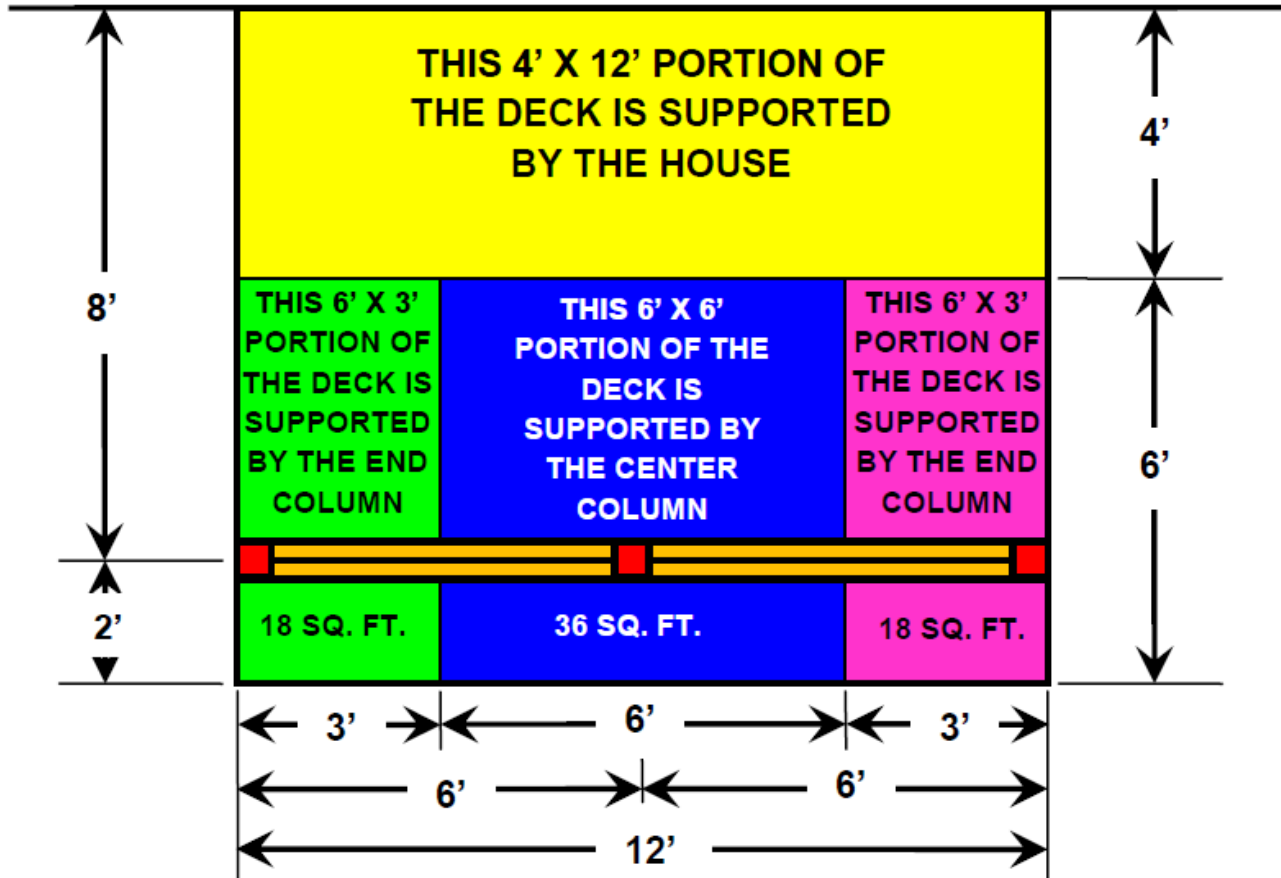 THIS 4’ X 12’ PORTION OF
THE DECK IS SUPPORTED
BY THE HOUSE
4’
8’
THIS 6’ X 3’
PORTION OF
THE DECK IS
SUPPORTED
BY THE END
COLUMN
THIS 6’ X 6’
PORTION OF THE
DECK IS
SUPPORTED BY
THE CENTER
COLUMN
THIS 6’ X 3’
PORTION OF
THE DECK IS
SUPPORTED
BY THE END
COLUMN
6’
2’
18 SQ. FT.
36 SQ. FT.
18 SQ. FT.
3’
6’
3’
6’
6’
12’